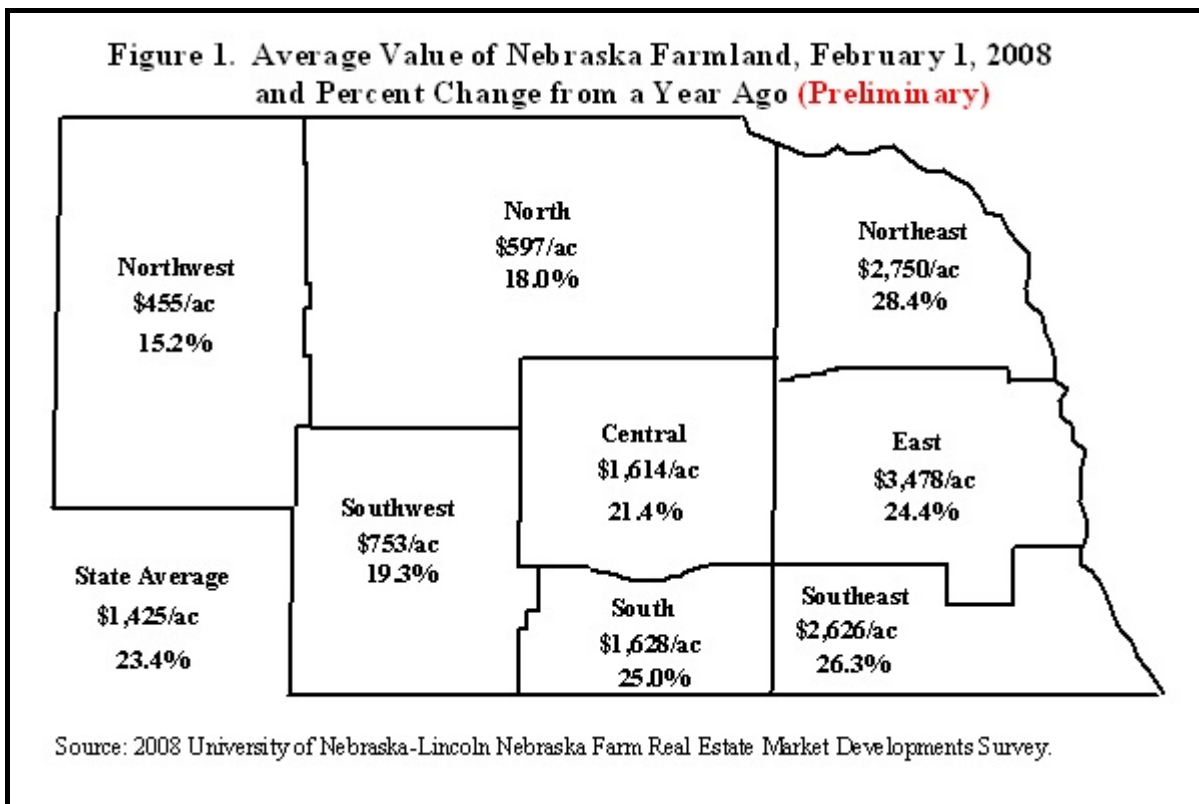 Figure 1. Average Value of Nebraska Farmland, February 1, 2008
and Percent Change from a Year Ago (Preliminary)
North
$597/ac
18.0%
Northeast
$2,750/ac
28.4%
Northwest
$455/ac
15.2%
Central
$1,614/ac
21.4%
East
$3,478/ac
24.4%
Southwest
$753/ac
19.3%
State Average
$1,425/ac
23.4%
South
$1,628/ac
25.0%
Southeast
$2,626/ac
26.3%
Source: 2008 University of Nebraska-Lincoln Nebraska Farm Real Estate Market Developments Survey.